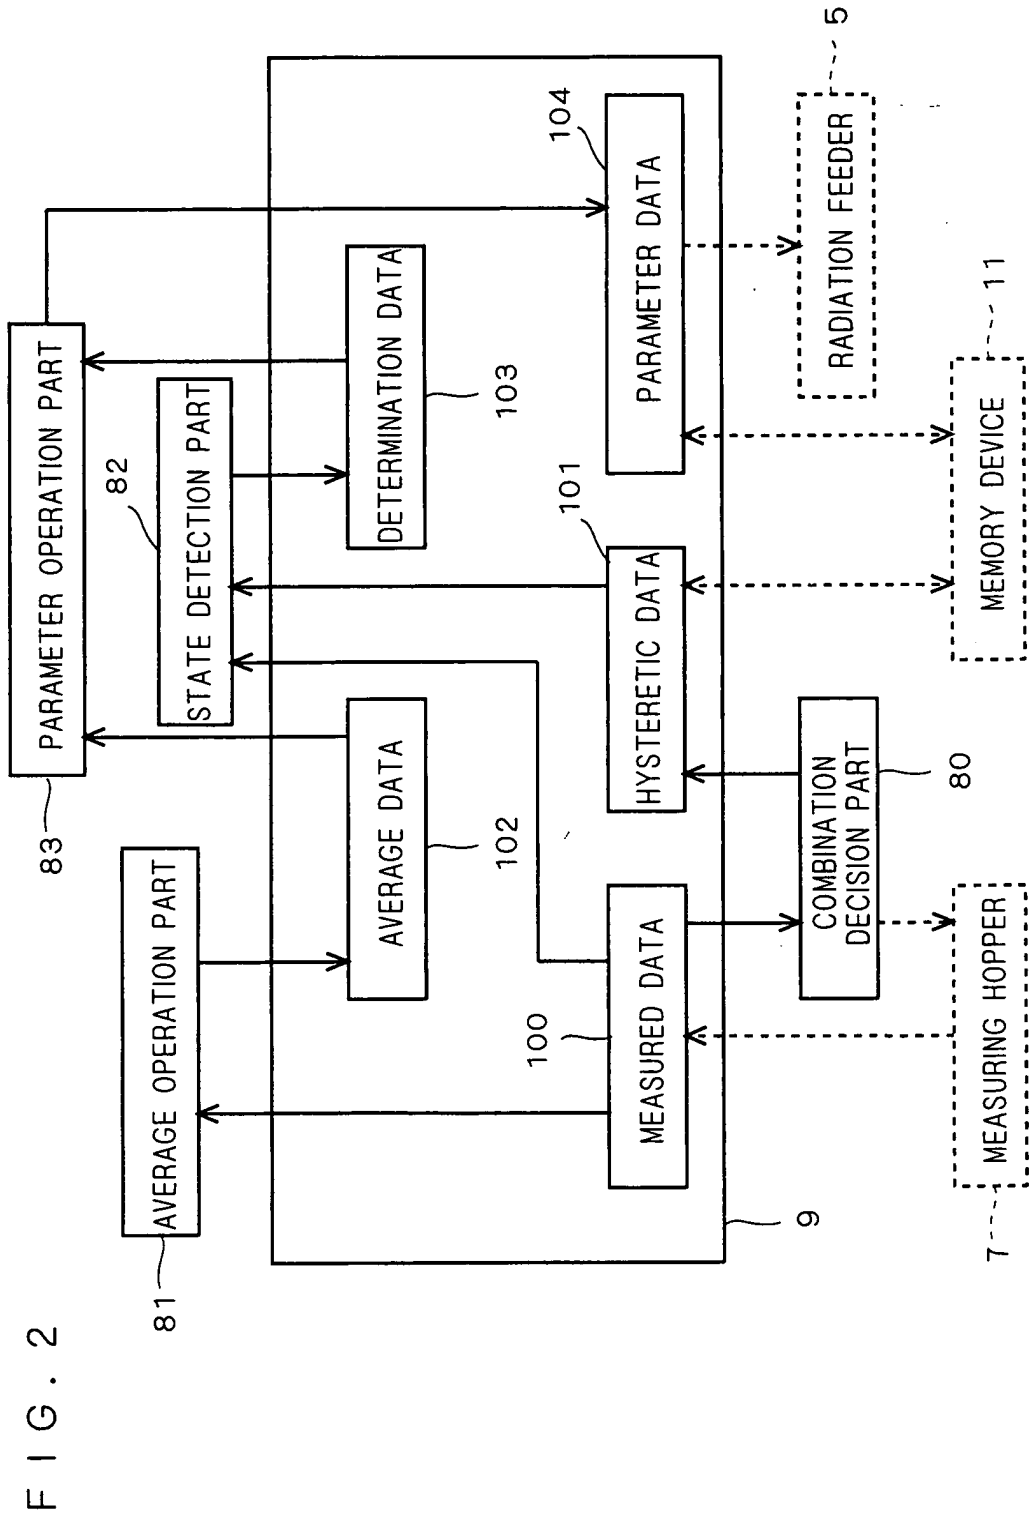 FIG. 2
83
PARAMETER OPERATION PART
81
AVERAGE OPERATION PART
82
STATE DETECTION PART
AVERAGE DATA
102
DETERMINATION DATA
103
100
MEASURED DATA
101
HYSTERETIC DATA
104
PARAMETER DATA
9
COMBINATION
DECISION PART
80
RADIATION FEEDER
5
7
MEASURING HOPPER
MEMORY DEVICE
11